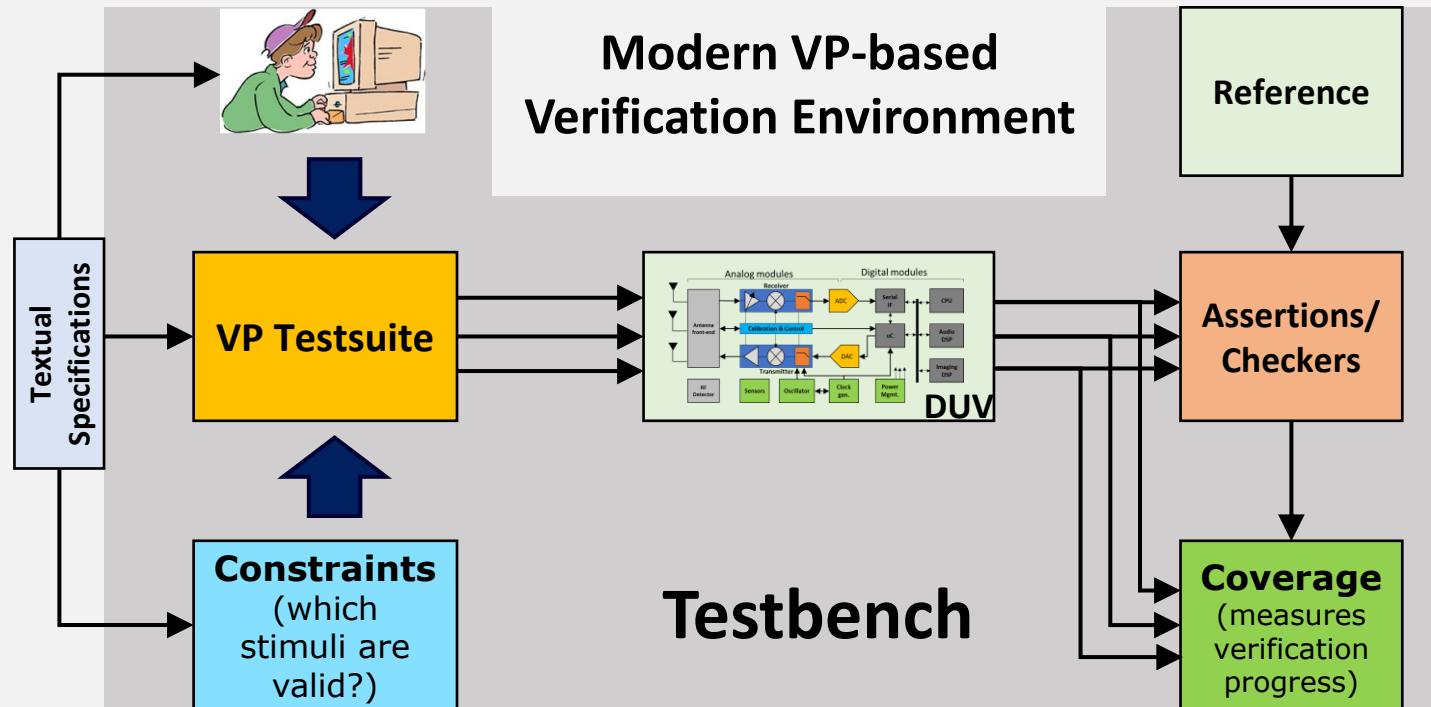 Modern VP-based
Verification Environment
Reference
Textual
Specifications
VP Testsuite
Analog modules
Digital modules
Receiver
ADC
Serial
IF
CPU
Antenna
front-end
Calibration & Control
uC
Audio
DSP
DAC
Transmitter
Imaging
DSP
RF
Detector
Sensors
Oscillator
Clock
gen.
Power
Mgmt.
DUV
Assertions/
Checkers
Constraints
(which
stimuli are
valid?)
Testbench
Coverage
(measures
verification
progress)